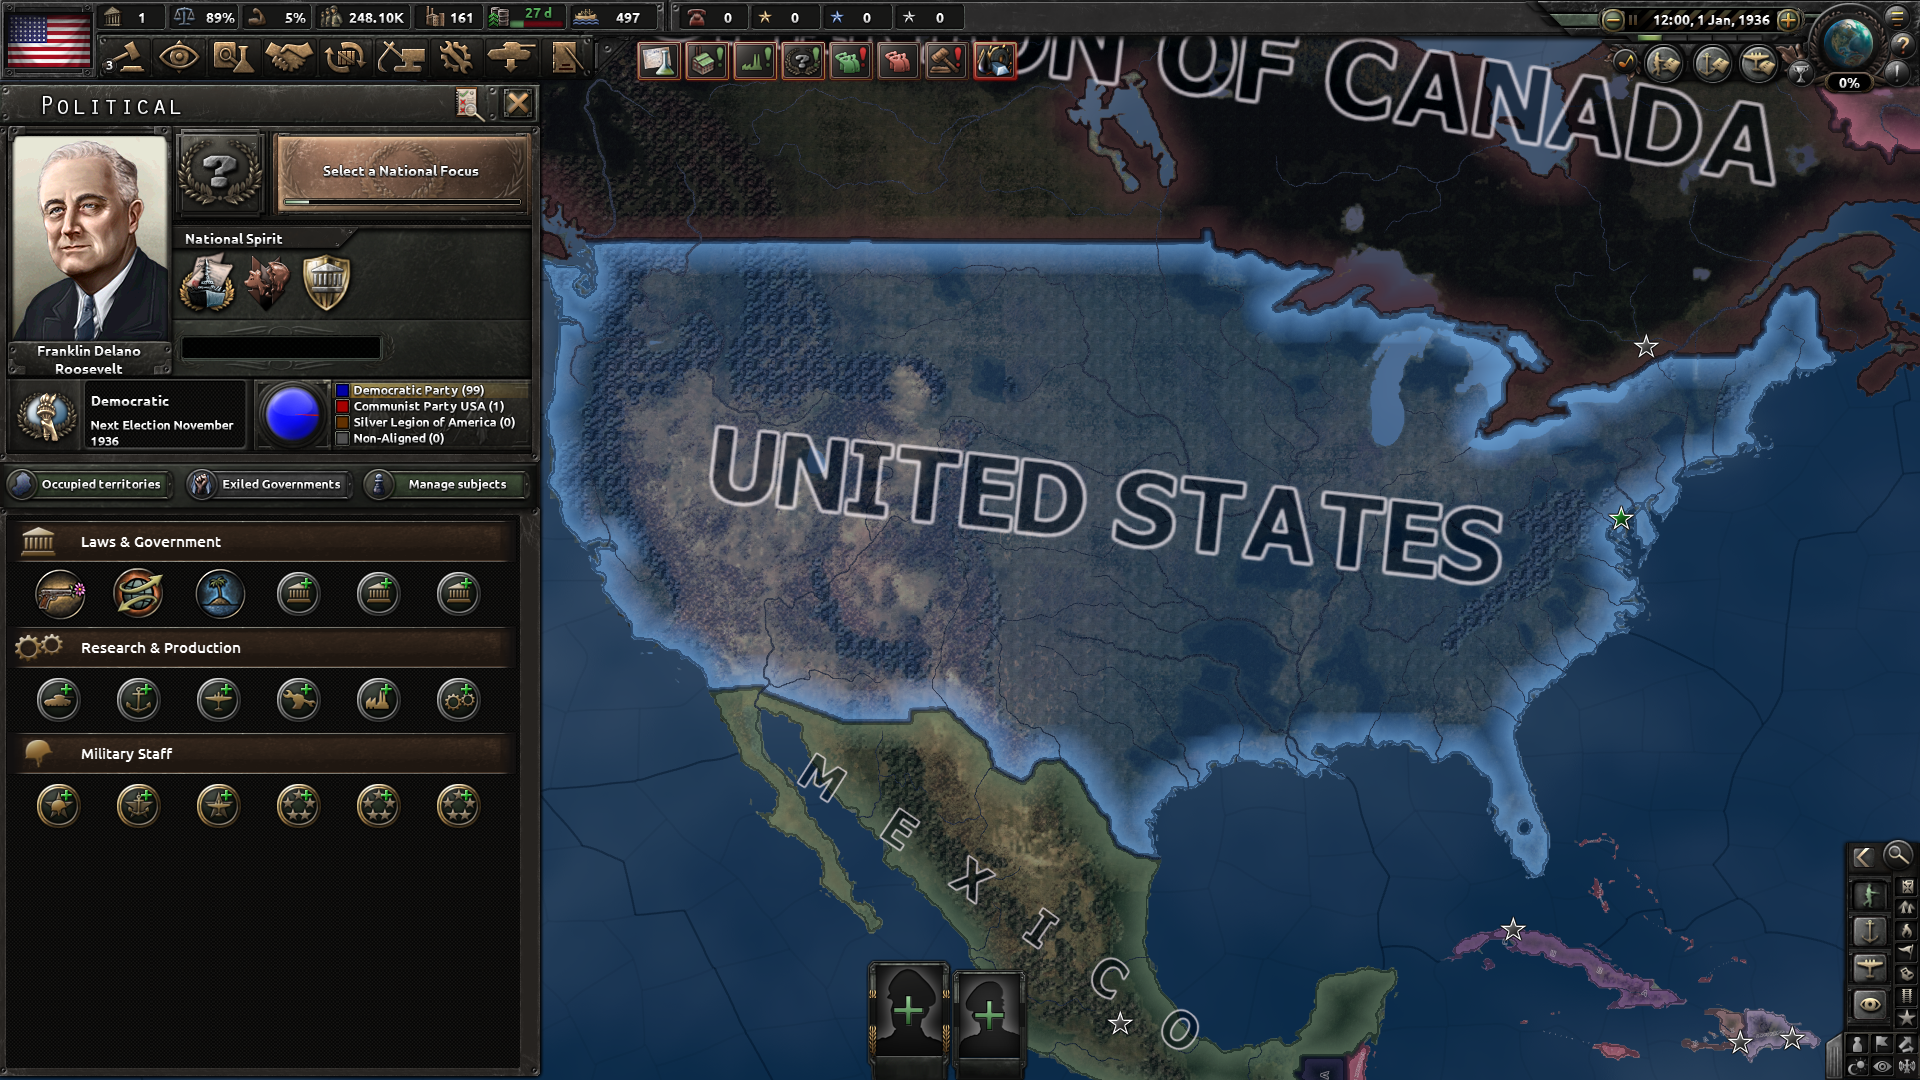 1
89%
5%
248.10K
161
27 d
497
0
0
0
0
12:00, 1 Jan, 1936
3
0%
POLITICAL
Select a National Focus
National Spirit
Franklin Delano
Roosevelt
Democratic
Next Election November
1936
Democratic Party (99)
Communist Party USA (1)
Silver Legion of America (0)
Non-Aligned (0)
Occupied territories
Exiled Governments
Manage subjects
Laws & Government
Research & Production
Military Staff
ON OF CANADA
UNITED STATES
MEXICO